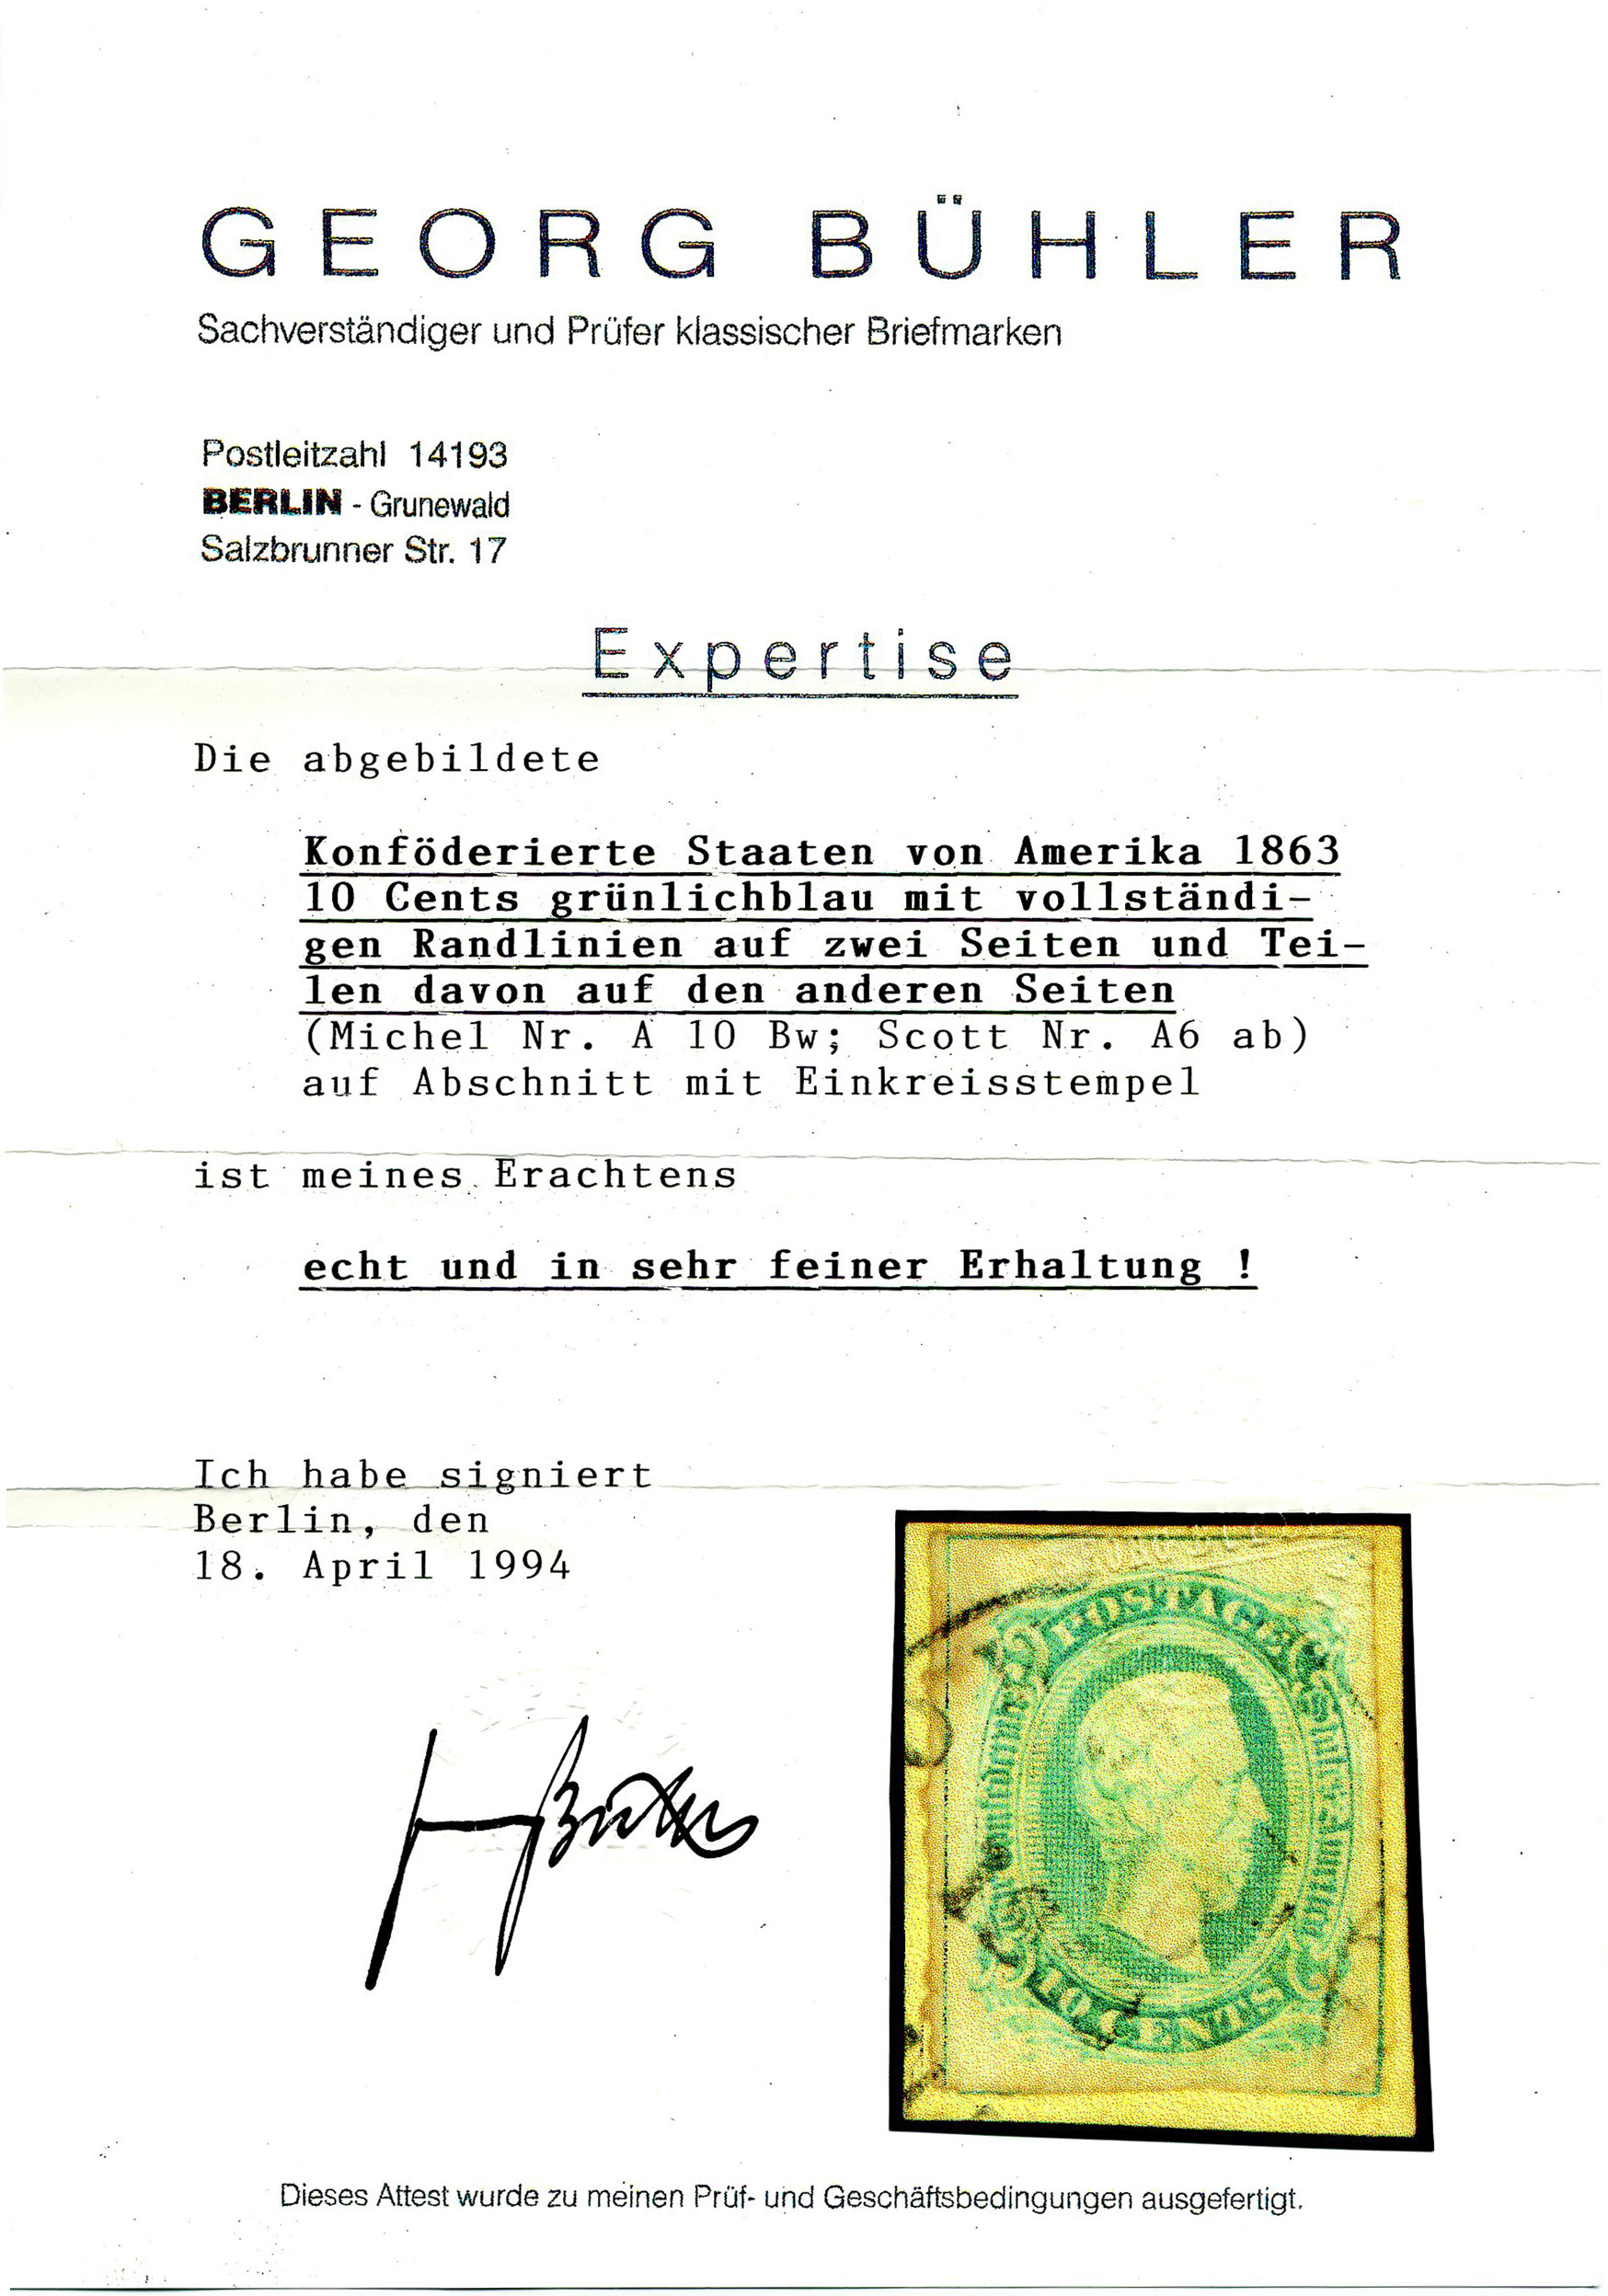 GEORG BÜHLER
Sachverständiger und Prüfer klassischer Briefmarken
Postleitzahl 14193
BERLIN - Grunewald
Salzbrunner Str. 17
Expertise
Die abgebildete
Konföderierte Staaten von Amerika 1863
10 Cents grünlichblau mit vollständi-
gen Randlinien auf zwei Seiten und Tei-
len davon auf den anderen Seiten
(Michel Nr. A 10 Bw; Scott Nr. A6 ab)
auf Abschnitt mit Einkreisstempel
ist meines Erachtens
echt und in sehr feiner Erhaltung !
Ich habe signiert
Berlin, den
18. April 1994
POSTAGE
10 CENTS
Dieses Attest wurde zu meinen Prüf- und Geschäftsbedingungen ausgefertigt.